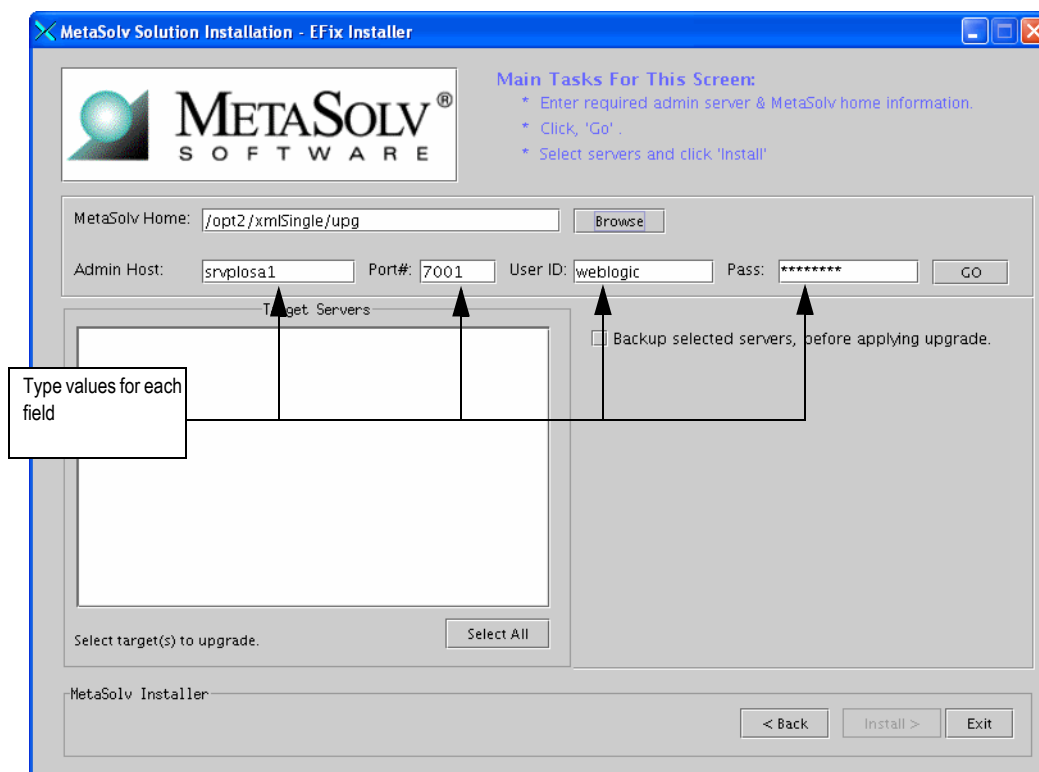 MetaSolv Solution Installation - EFix Installer
METASOLV®
SOFTWARE
Main Tasks For This Screen:
* Enter required admin server & MetaSolv home information.
* Click, 'Go' .
* Select servers and click 'Install'
MetaSolv Home: /opt2/xmlSingle/upg Browse
Admin Host: srvplosa1 Port#: 7001 User ID: weblogic Pass: ******** GO
Target Servers
Backup selected servers, before applying upgrade.
Type values for each
field
Select target(s) to upgrade. Select All
MetaSolv Installer
< Back Install > Exit